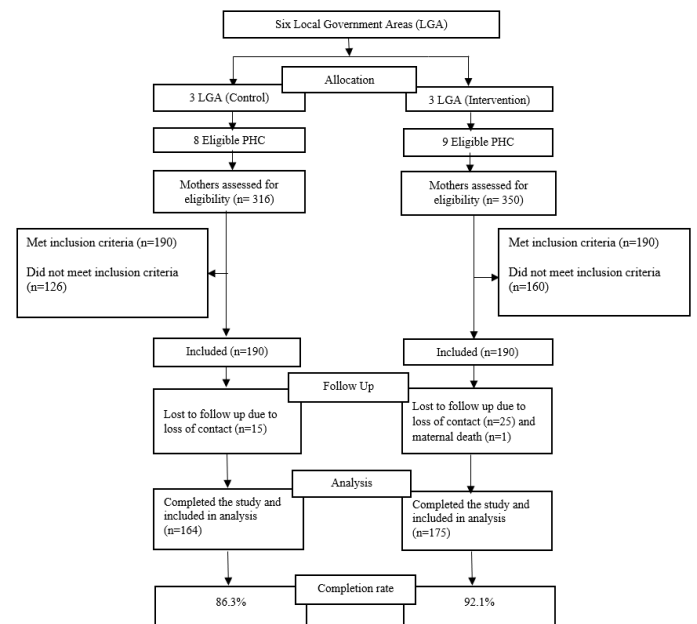 Six Local Government Areas (LGA)
Allocation
3 LGA (Control)
3 LGA (Intervention)
8 Eligible PHC
9 Eligible PHC
Mothers assessed for
eligibility (n= 316)
Mothers assessed for
eligibility (n= 350)
Met inclusion criteria (n=190)
Did not meet inclusion criteria
(n=126)
Met inclusion criteria (n=190)
Did not meet inclusion criteria
(n=160)
Included (n=190)
Included (n=190)
Follow Up
Lost to follow up due to
loss of contact (n=15)
Lost to follow up due to
loss of contact (n=25) and
maternal death (n=1)
Analysis
Completed the study and
included in analysis
(n=164)
Completed the study and
included in analysis
(n=175)
Completion rate
86.3%
92.1%